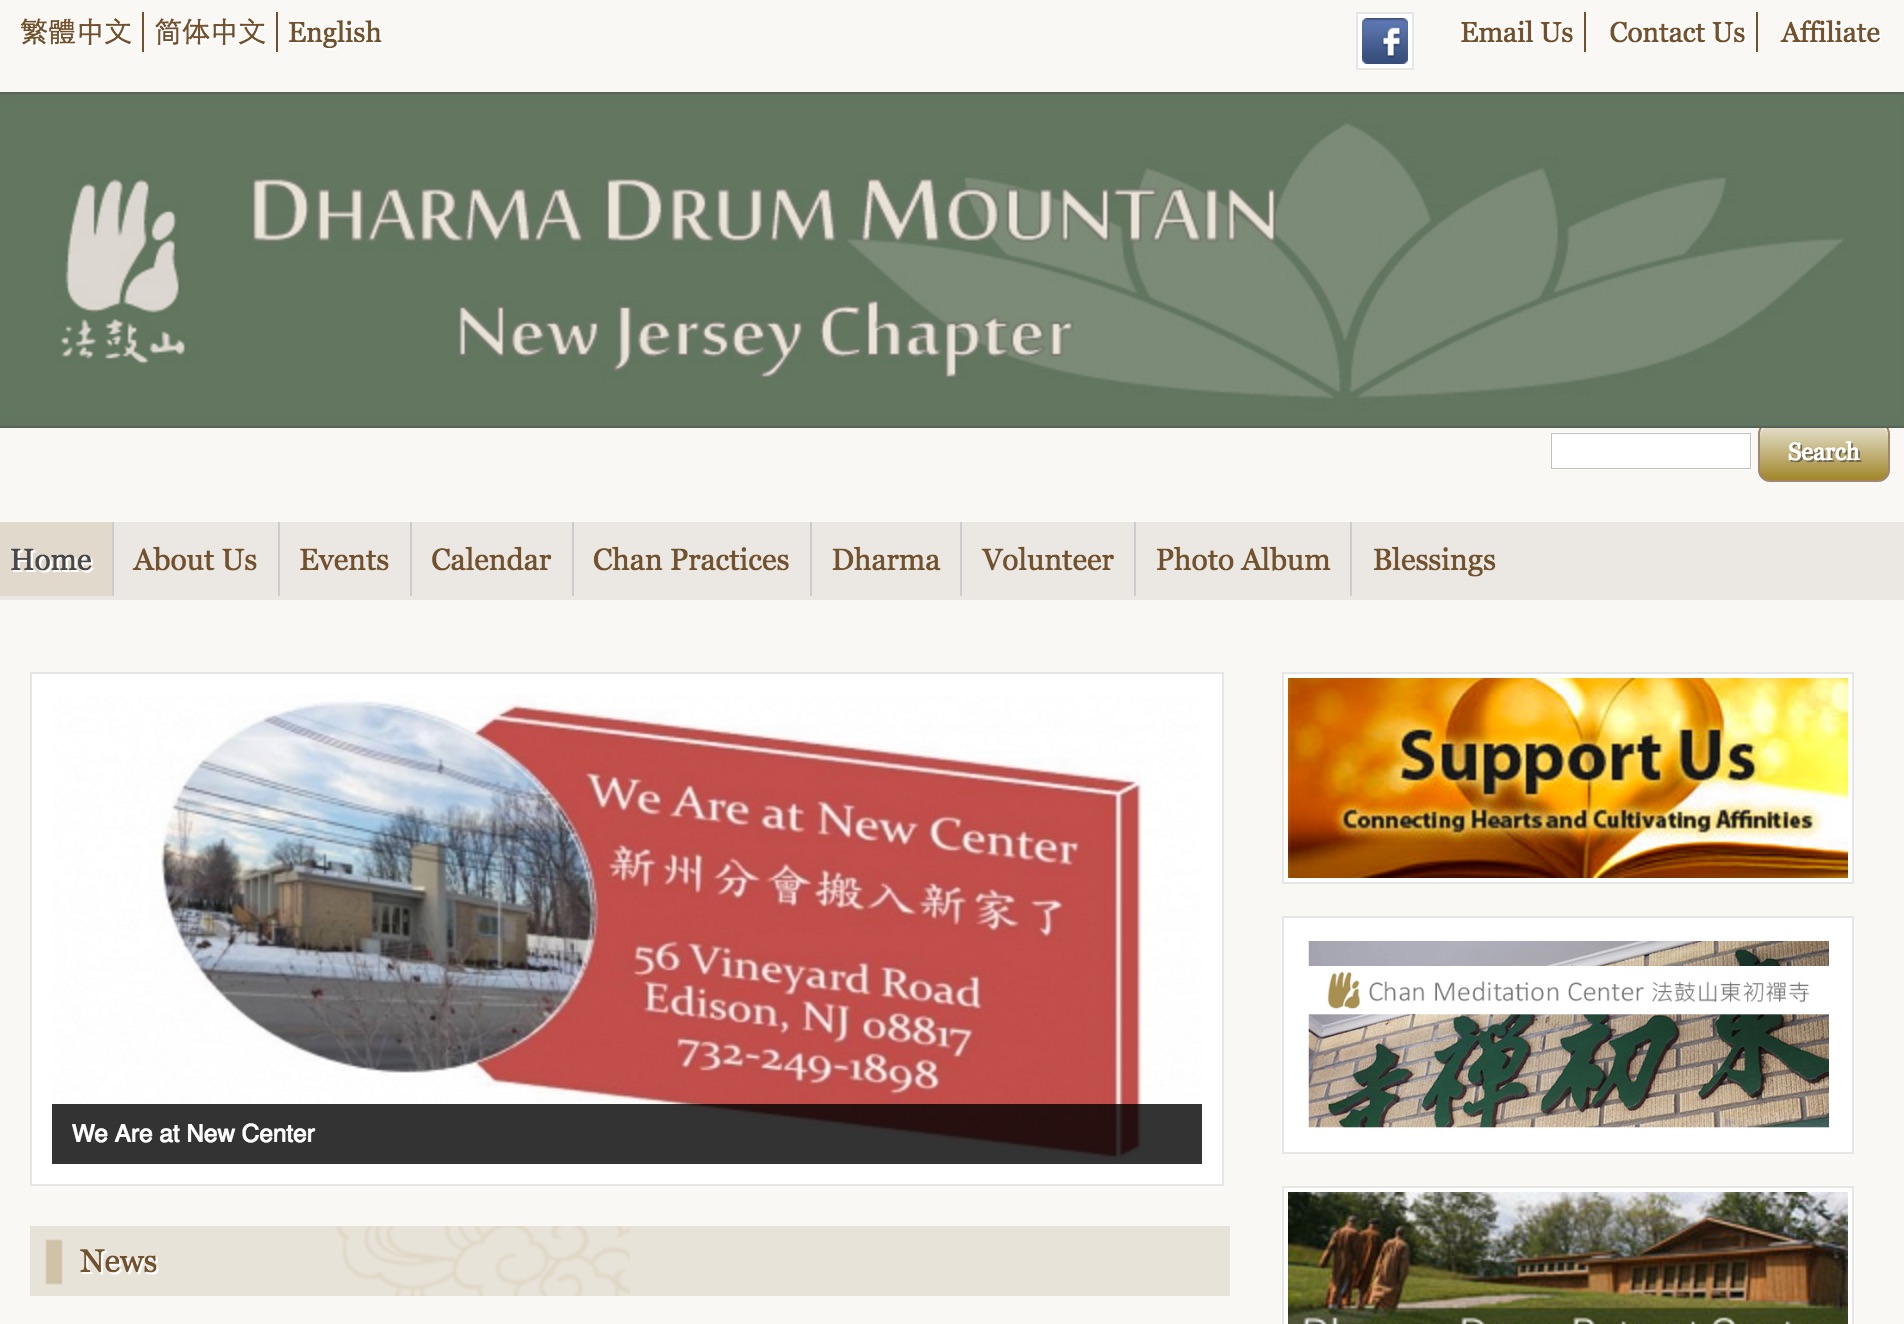 繁體中文
简体中文
English
Email Us
Contact Us
Affiliate
法鼓山
DHARMA DRUM MOUNTAIN
New Jersey Chapter
Search
Home
About Us
Events
Calendar
Chan Practices
Dharma
Volunteer
Photo Album
Blessings
We Are at New Center
新州分會搬入新家了
56 Vineyard Road
Edison, NJ 08817
732-249-1898
We Are at New Center
Support Us
Connecting Hearts and Cultivating Affinities
Chan Meditation Center 法鼓山東初禪寺
寺禅初東
News